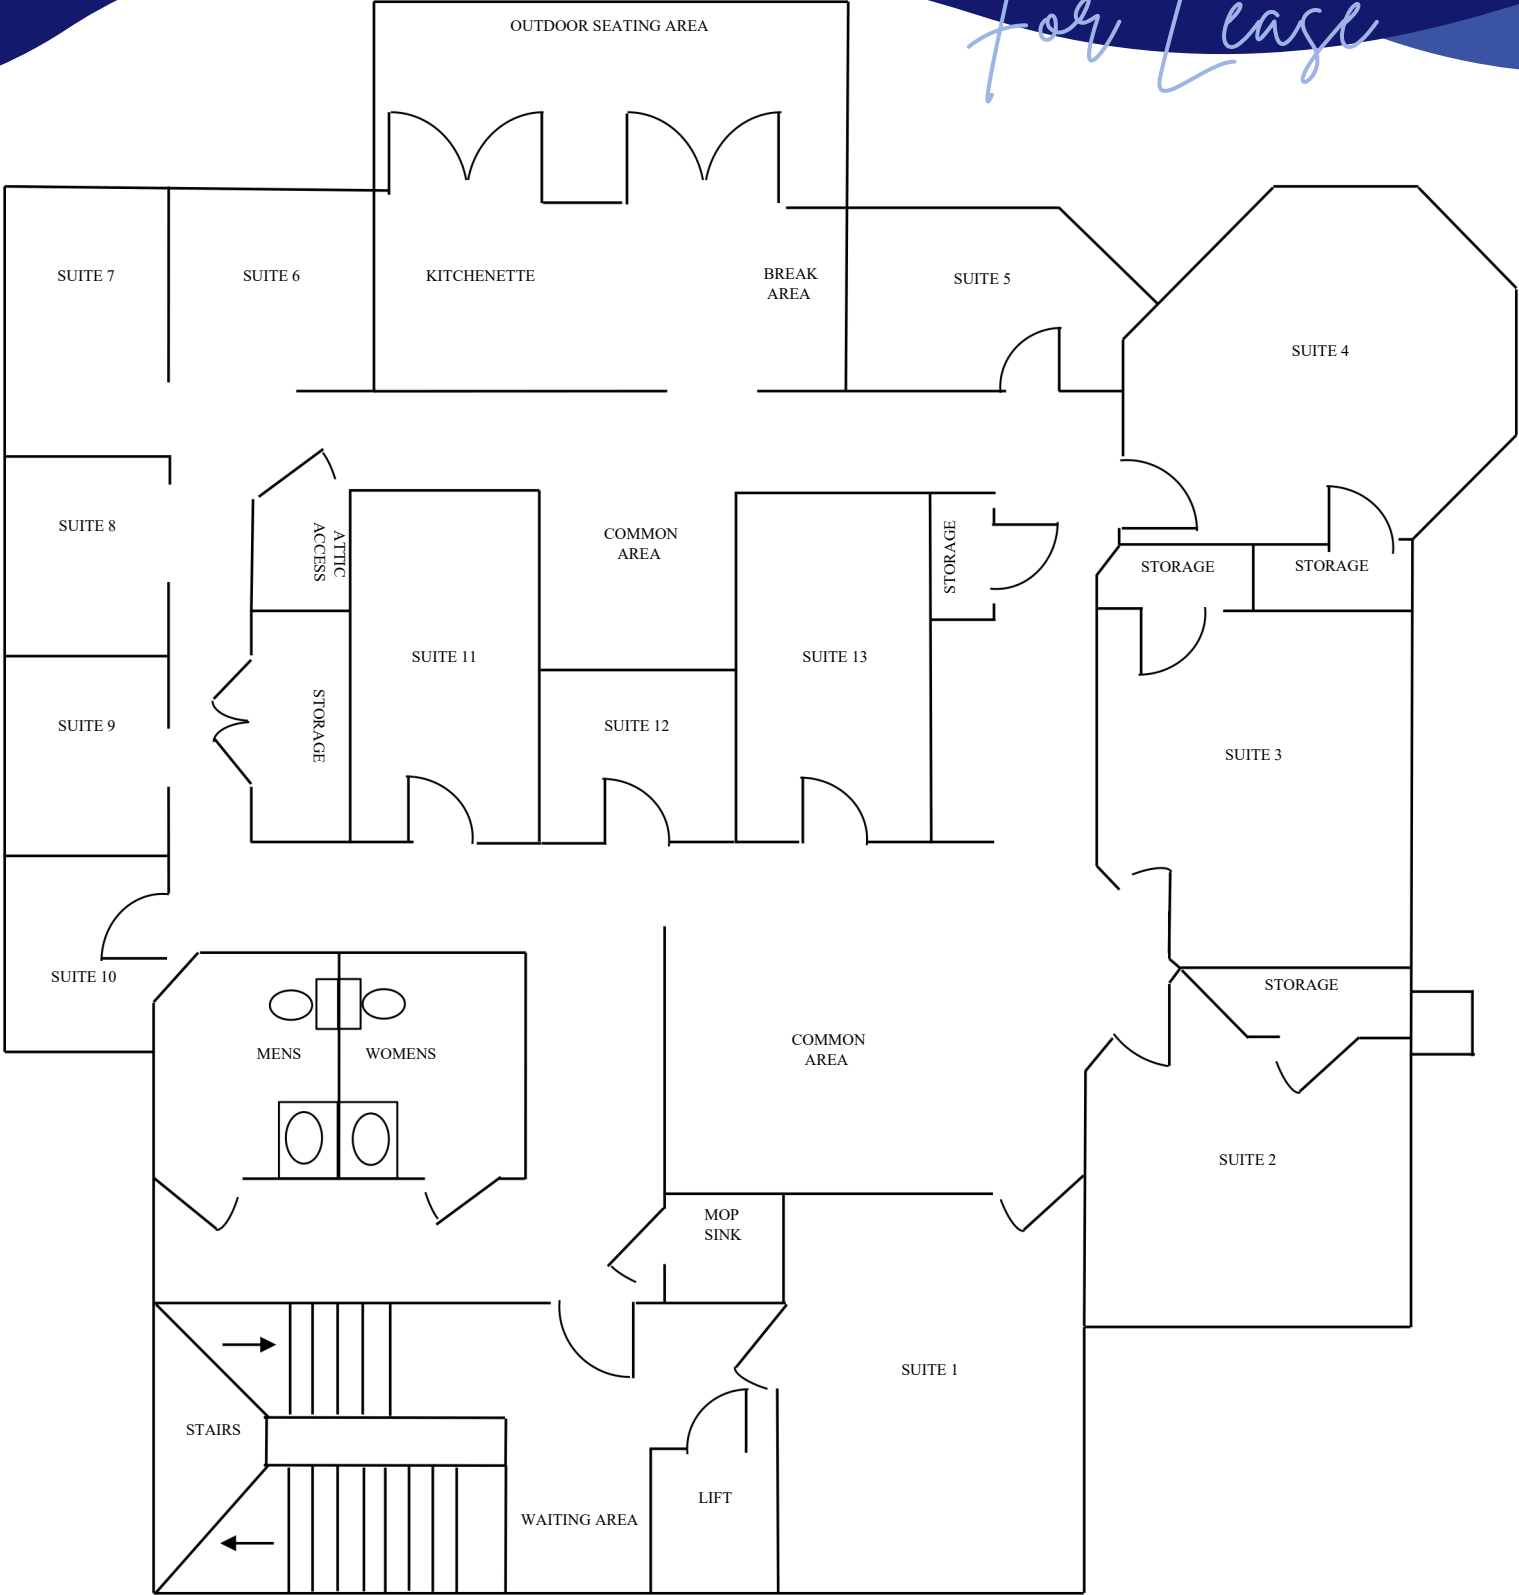 For Lease
OUTDOOR SEATING AREA
SUITE 7
SUITE 6
KITCHENETTE
BREAK
AREA
SUITE 5
SUITE 4
SUITE 8
ATTIC
ACCESS
COMMON
AREA
STORAGE
STORAGE
STORAGE
SUITE 11
SUITE 13
SUITE 9
STORAGE
SUITE 12
SUITE 3
SUITE 10
STORAGE
MENS
WOMENS
COMMON
AREA
SUITE 2
MOP
SINK
SUITE 1
STAIRS
LIFT
WAITING AREA